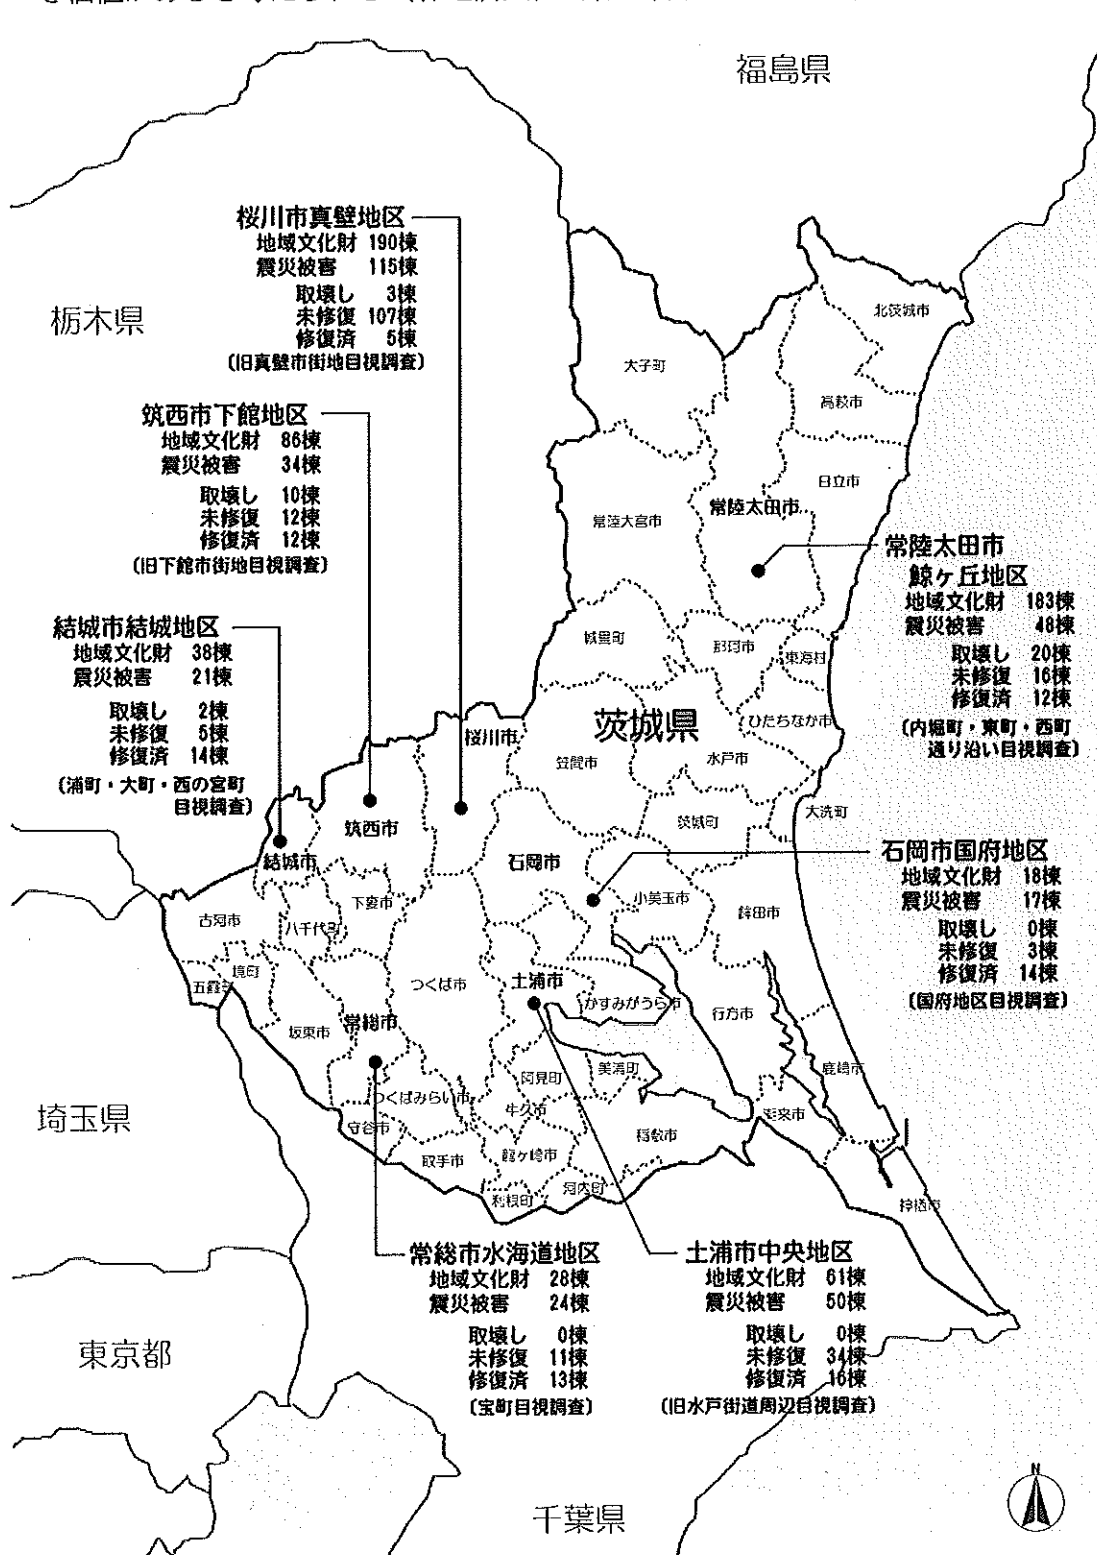 福島県
栃木県
埼玉県
東京都
千葉県
茨城県
桜川市真壁地区
地域文化財 190棟
震災被害 115棟
取壊し 3棟
未修復 107棟
修復済 5棟
(旧真壁市街地目視調査)
筑西市下館地区
地域文化財 86棟
震災被害 34棟
取壊し 10棟
未修復 12棟
修復済 12棟
(旧下館市街地目視調査)
結城市結城地区
地域文化財 38棟
震災被害 21棟
取壊し 2棟
未修復 5棟
修復済 14棟
(浦町・大町・西の宮町
目視調査)
常陸太田市
鯨ヶ丘地区
地域文化財 183棟
震災被害 48棟
取壊し 20棟
未修復 16棟
修復済 12棟
(内堀町・東町・西町
通り沿い目視調査)
石岡市国府地区
地域文化財 18棟
震災被害 17棟
取壊し 0棟
未修復 3棟
修復済 14棟
(国府地区目視調査)
常総市水海道地区
地域文化財 28棟
震災被害 24棟
取壊し 0棟
未修復 11棟
修復済 13棟
(宝町目視調査)
土浦市中央地区
地域文化財 61棟
震災被害 50棟
取壊し 0棟
未修復 34棟
修復済 16棟
(旧水戸街道周辺目視調査)
北茨城市
大子町
高萩市
日立市
常陸太田市
常陸大宮市
城里町
那珂市
東海村
ひたちなか市
桜川市
笠間市
水戸市
茨城町
大洗町
筑西市
結城市
石岡市
小美玉市
鉾田市
古河市
八千代町
下妻市
境町
つくば市
土浦市
かすみがうら市
行方市
坂東市
常総市
阿見町
美浦町
鹿嶋市
つくばみらい市
牛久市
潮来市
守谷市
取手市
龍ヶ崎市
稲敷市
利根町
河内町
神栖市
N